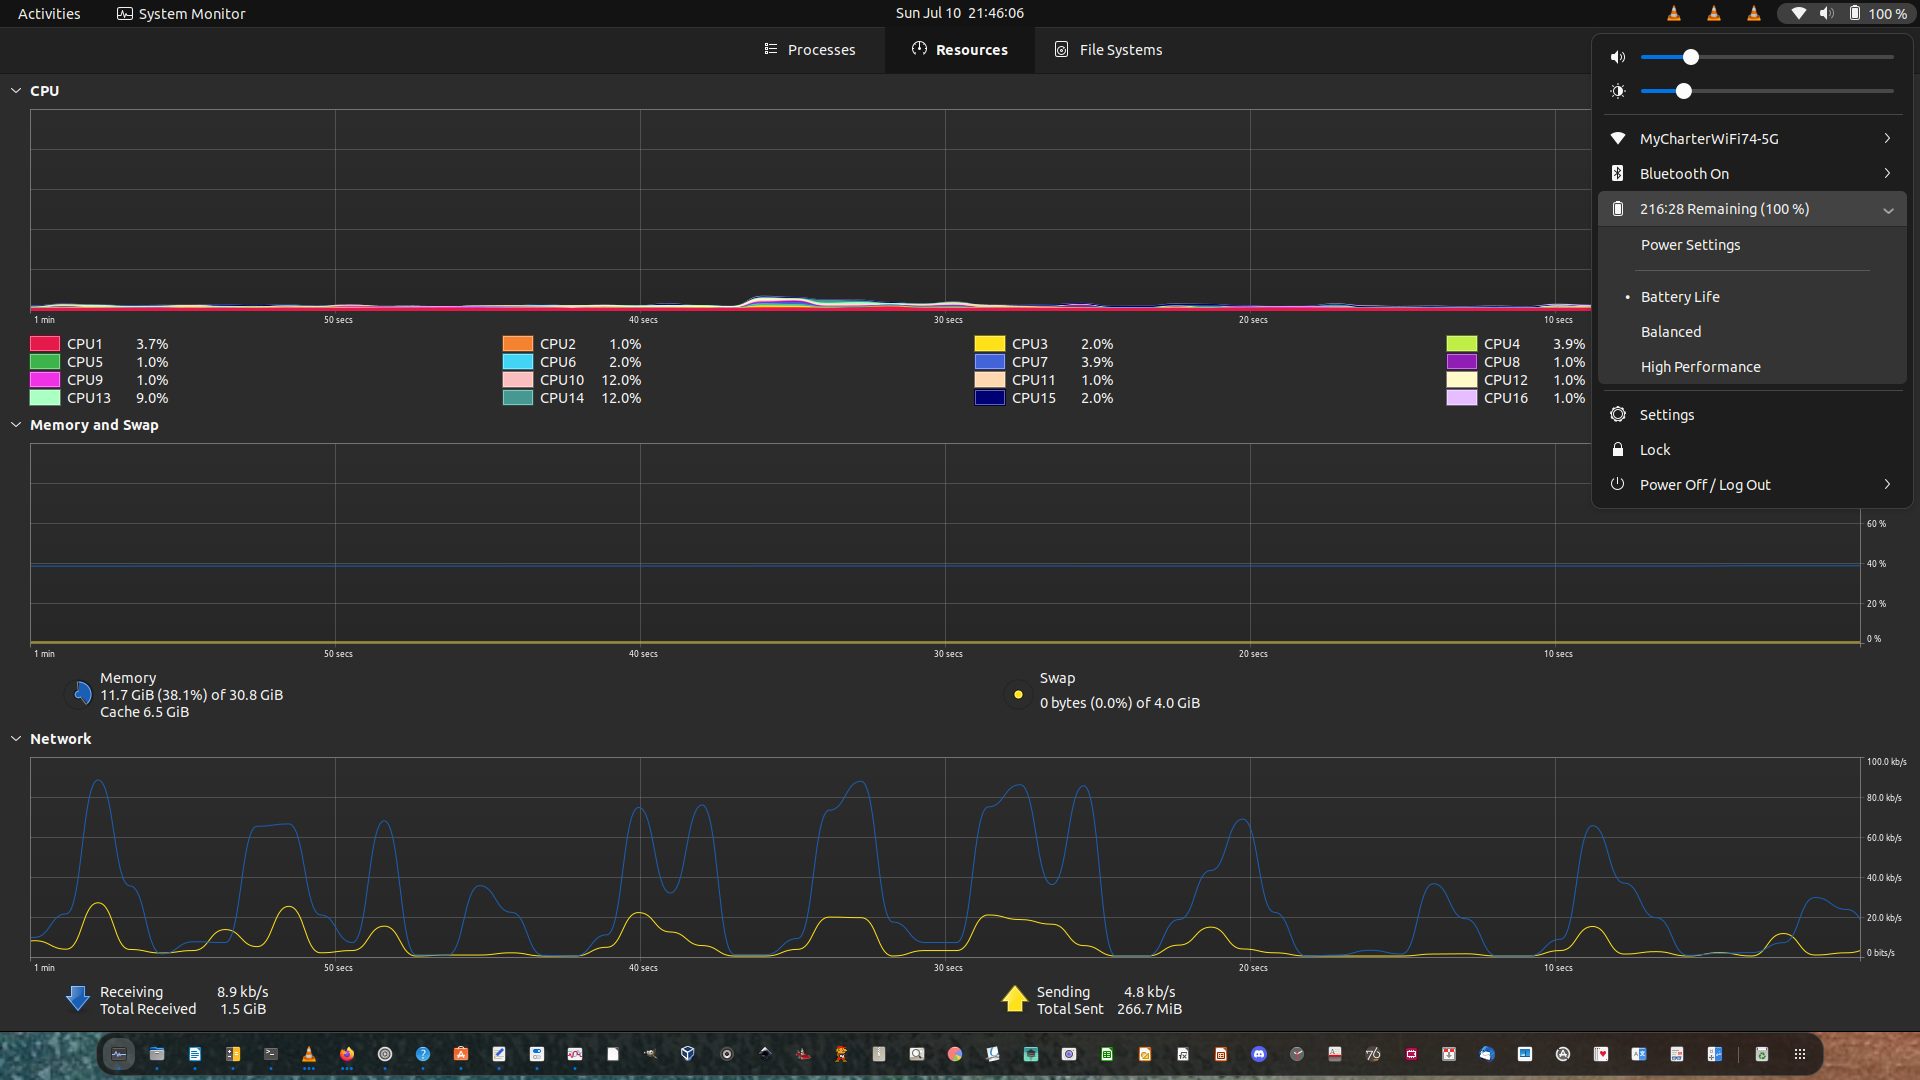 Activities
System Monitor
Sun Jul 10 21:46:06
100 %
Processes
Resources
File Systems
CPU
1 min 50 secs 40 secs 30 secs 20 secs 10 secs
CPU1 3.7% CPU2 1.0% CPU3 2.0% CPU4 3.9%
CPU5 1.0% CPU6 2.0% CPU7 3.9% CPU8 1.0%
CPU9 1.0% CPU10 12.0% CPU11 1.0% CPU12 1.0%
CPU13 9.0% CPU14 12.0% CPU15 2.0% CPU16 1.0%
MyCharterWiFi74-5G
Bluetooth On
216:28 Remaining (100 %)
Power Settings
Battery Life
Balanced
High Performance
Settings
Lock
Power Off / Log Out
Memory and Swap
60 %
40 %
20 %
0 %
1 min 50 secs 40 secs 30 secs 20 secs 10 secs
Memory
11.7 GiB (38.1%) of 30.8 GiB
Cache 6.5 GiB
Swap
0 bytes (0.0%) of 4.0 GiB
Network
100.0 kb/s
80.0 kb/s
60.0 kb/s
40.0 kb/s
20.0 kb/s
0 bits/s
1 min 50 secs 40 secs 30 secs 20 secs 10 secs
Receiving 8.9 kb/s
Total Received 1.5 GiB
Sending 4.8 kb/s
Total Sent 266.7 MiB